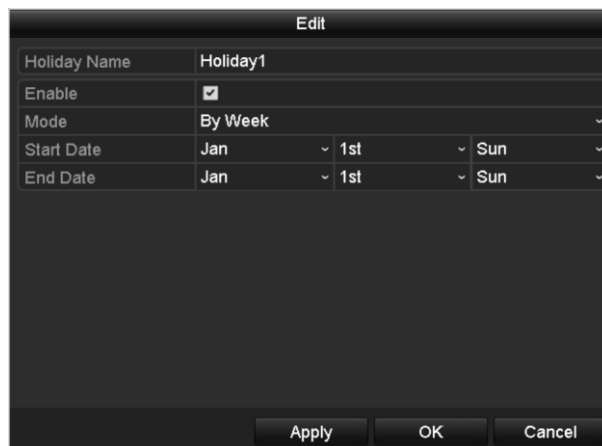 Edit
Holiday Name Holiday1
Enable
Mode By Week
Start Date Jan 1st Sun
End Date Jan 1st Sun
Apply OK Cancel